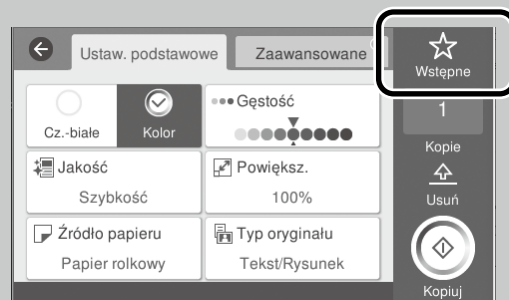 Ustaw. podstawowe
Zaawansowane
Wstępne
Cz.-białe
Kolor
Gęstość
1
Kopie
Jakość
Szybkość
Powiększ.
100%
Usuń
Źródło papieru
Papier rolkowy
Typ oryginału
Tekst/Rysunek
Kopiuj